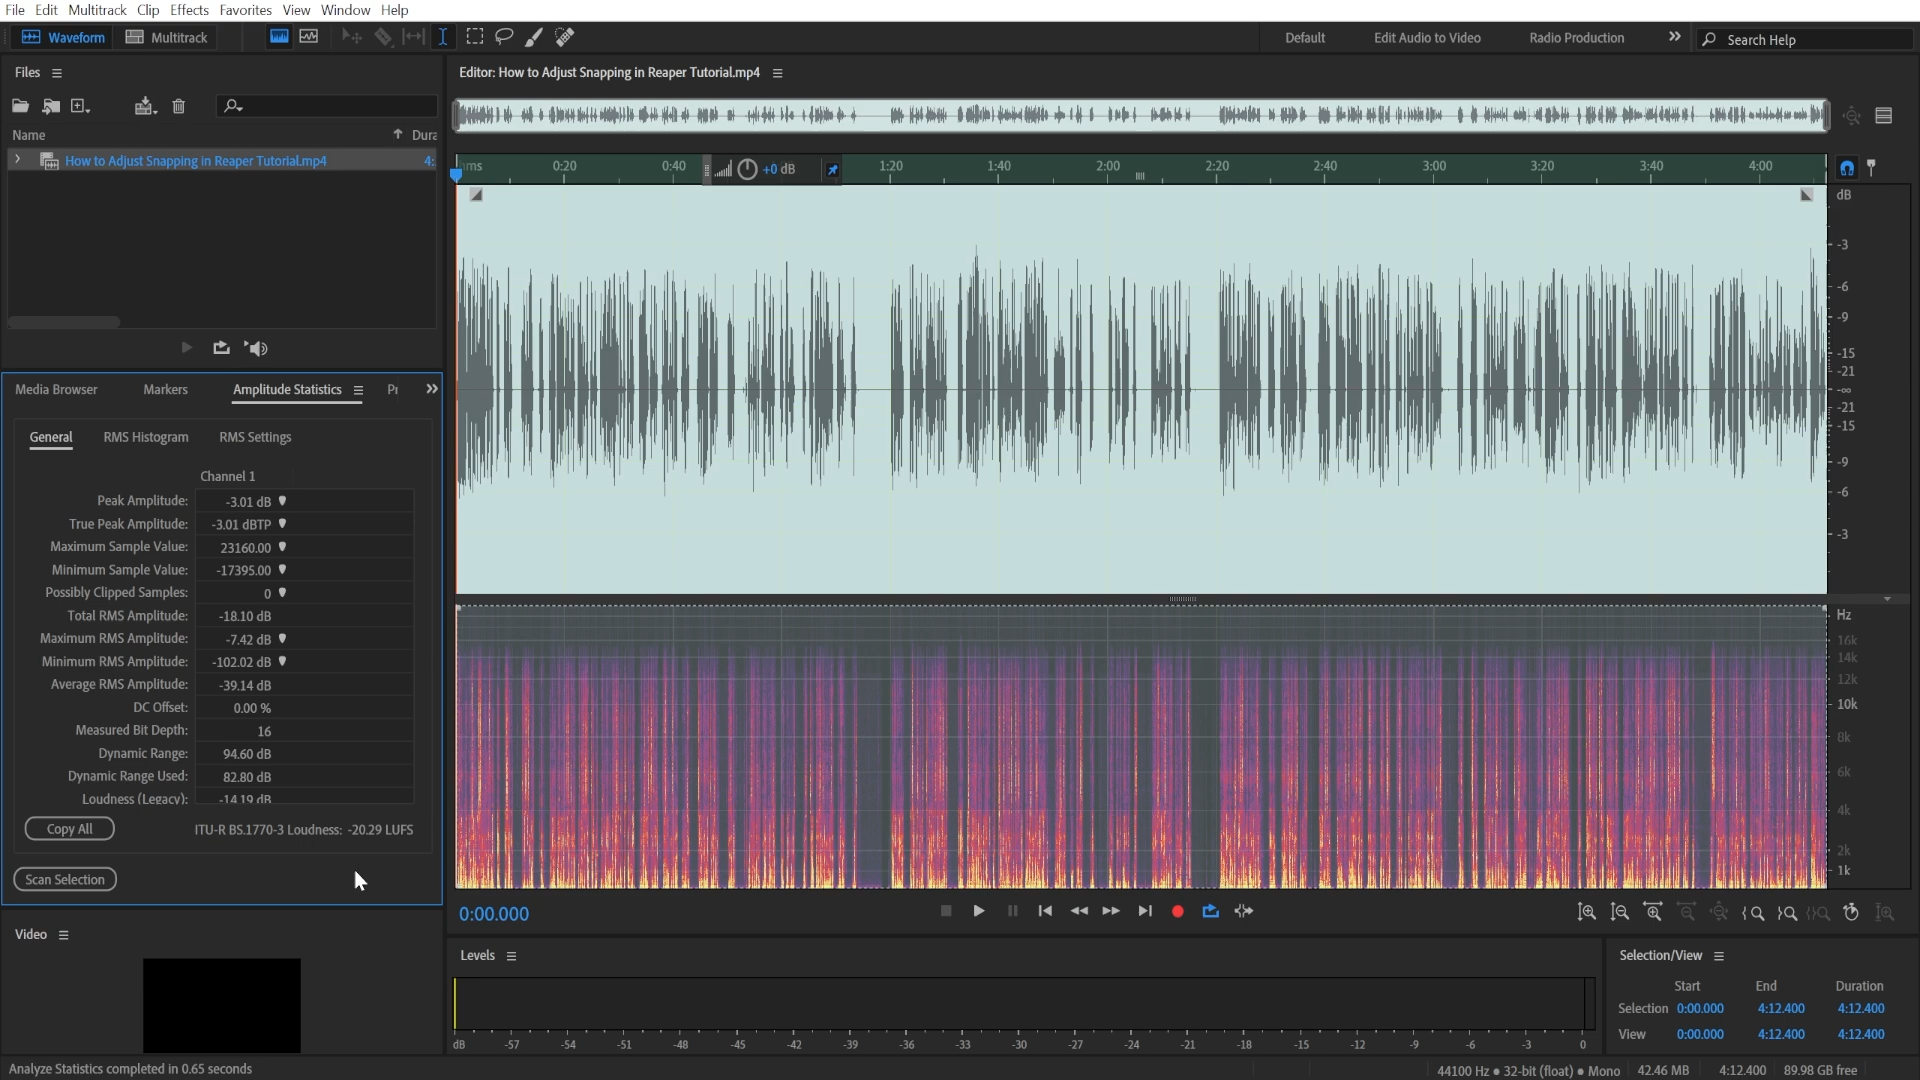 File Edit Multitrack Clip Effects Favorites View Window Help
Waveform Multitrack
Default Edit Audio to Video Radio Production Search Help
Files
Name Dura
How to Adjust Snapping in Reaper Tutorial.mp4 4:
Editor: How to Adjust Snapping in Reaper Tutorial.mp4
hms 0:20 0:40 +0 dB 1:20 1:40 2:00 2:20 2:40 3:00 3:20 3:40 4:00
dB
-3
-6
-9
-15
-21
-∞
-21
-15
-9
-6
-3
Hz
16k
14k
12k
10k
8k
6k
4k
2k
1k
Media Browser Markers Amplitude Statistics
General RMS Histogram RMS Settings
Channel 1
Peak Amplitude: -3.01 dB
True Peak Amplitude: -3.01 dBTP
Maximum Sample Value: 23160.00
Minimum Sample Value: -17395.00
Possibly Clipped Samples: 0
Total RMS Amplitude: -18.10 dB
Maximum RMS Amplitude: -7.42 dB
Minimum RMS Amplitude: -102.02 dB
Average RMS Amplitude: -39.14 dB
DC Offset: 0.00 %
Measured Bit Depth: 16
Dynamic Range: 94.60 dB
Dynamic Range Used: 82.80 dB
Loudness (Legacy): -14.19 dB
Copy All ITU-R BS.1770-3 Loudness: -20.29 LUFS
Scan Selection
Video
0:00.000
Levels
dB -57 -54 -51 -48 -45 -42 -39 -36 -33 -30 -27 -24 -21 -18 -15 -12 -9 -6 -3 0
Selection/View
Start End Duration
Selection 0:00.000 4:12.400 4:12.400
View 0:00.000 4:12.400 4:12.400
Analyze Statistics completed in 0.65 seconds
44100 Hz ● 32-bit (float) ● Mono 42.46 MB 4:12.400 89.98 GB free